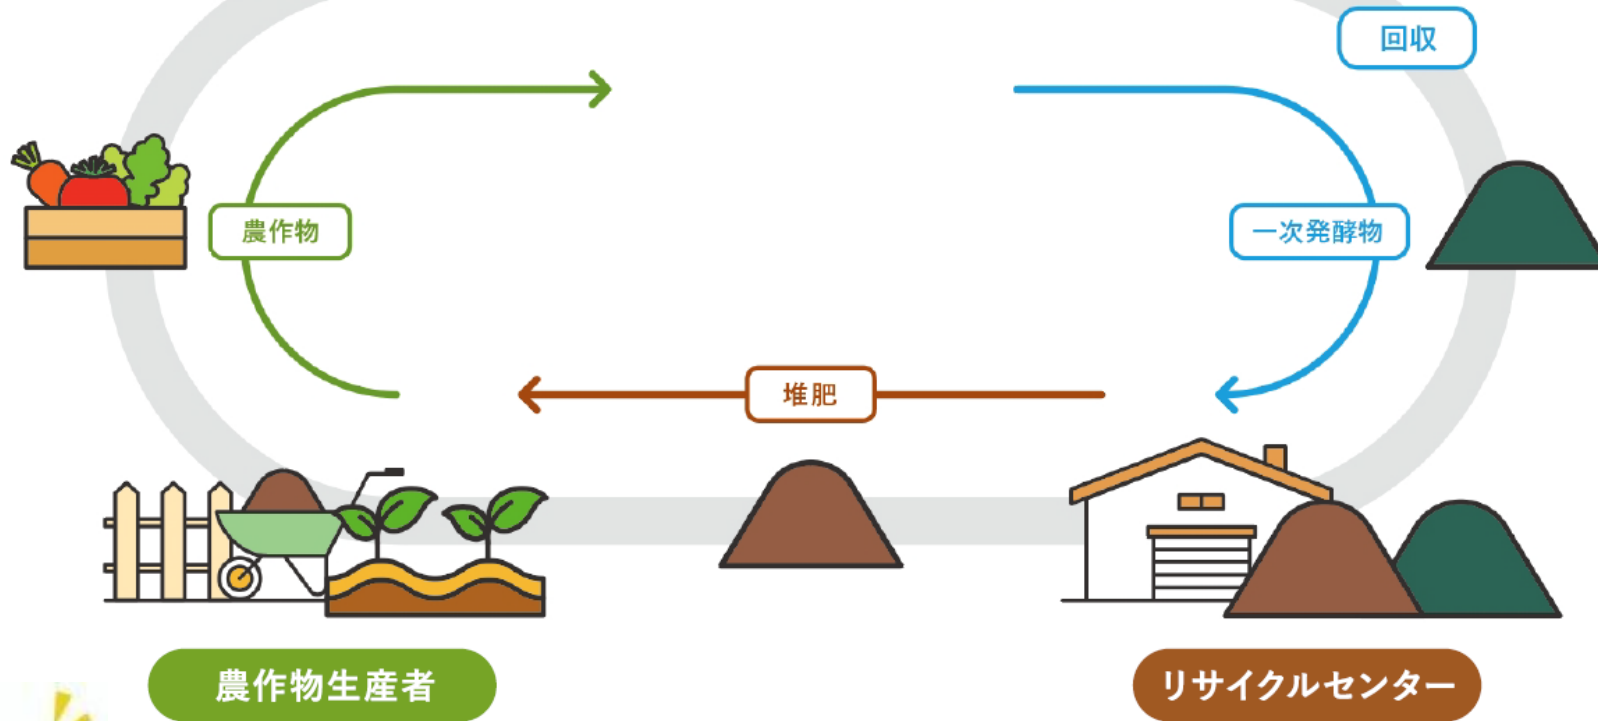 回収
農作物
一次発酵物
堆肥
農作物生産者
リサイクルセンター